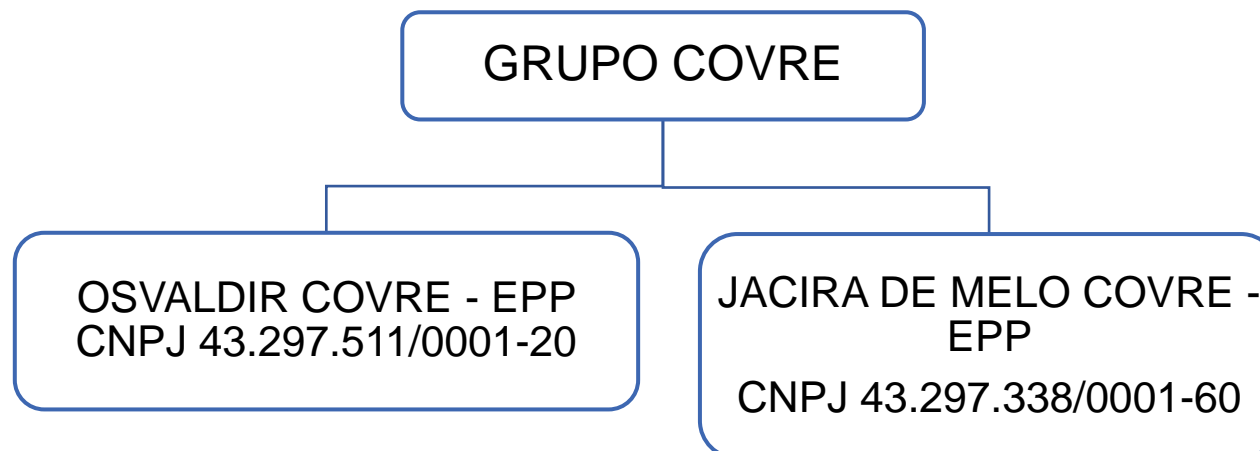 GRUPO COVRE
OSVALDIR COVRE - EPP
CNPJ 43.297.511/0001-20
JACIRA DE MELO COVRE -
EPP
CNPJ 43.297.338/0001-60